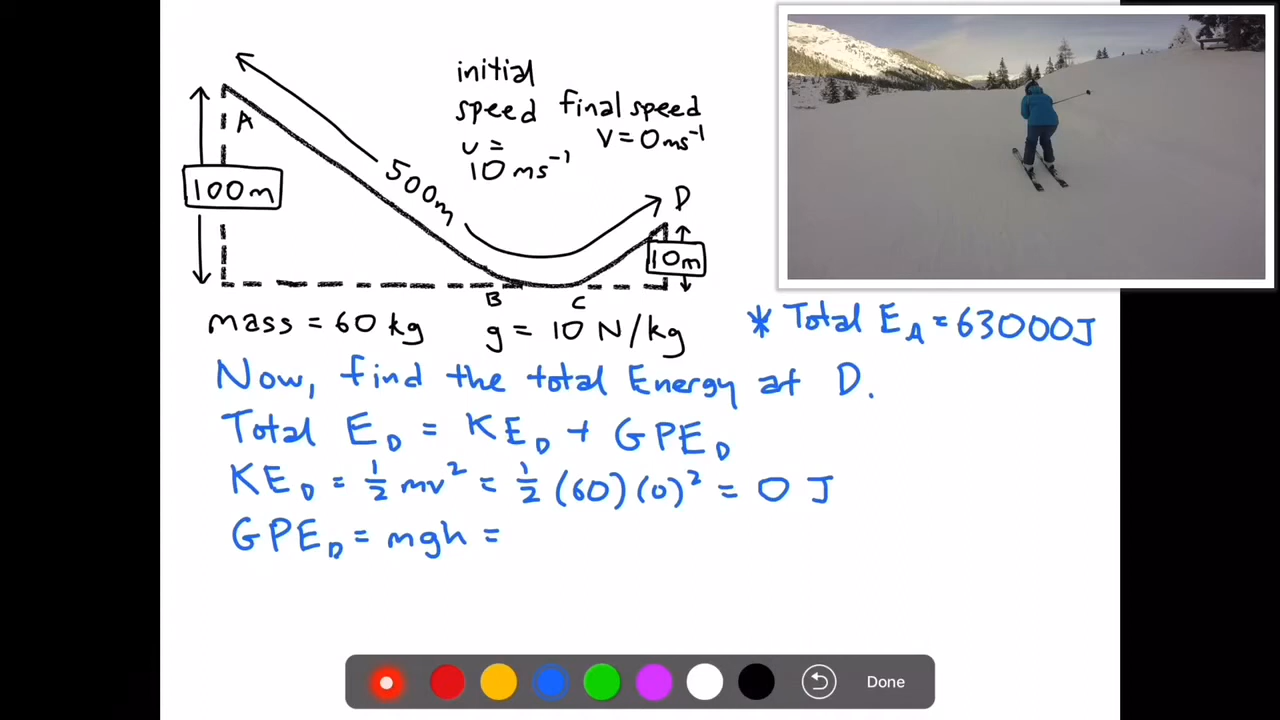 initial
speed
u =
10 ms⁻¹
final speed
v = 0 ms⁻¹
A
100m
500m
D
10m
B
C
mass = 60 kg
g = 10 N/kg
* Total E_A = 63000J
Now, find the total Energy at D.
Total E_D = KE_D + GPE_D
KE_D = ½ mv² = ½ (60) (0)² = 0 J
GPE_D = mgh =
Done